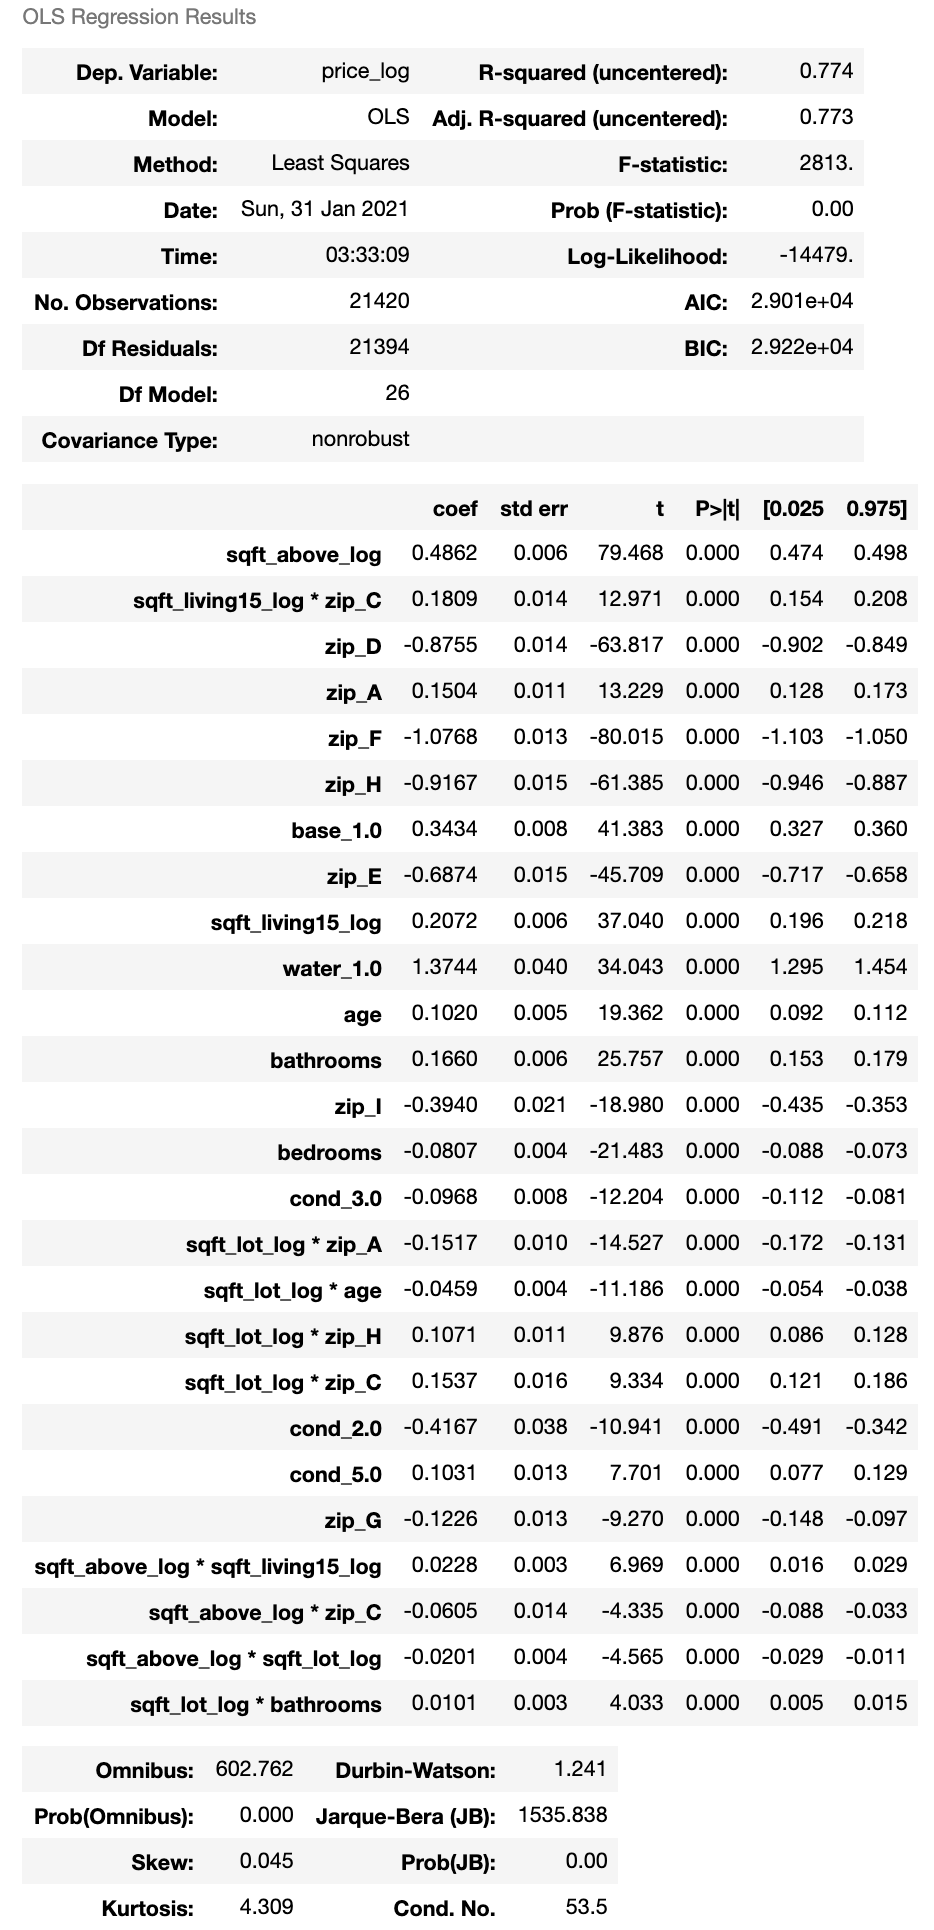 OLS Regression Results
Dep. Variable: price_log R-squared (uncentered): 0.774
Model: OLS Adj. R-squared (uncentered): 0.773
Method: Least Squares F-statistic: 2813.
Date: Sun, 31 Jan 2021 Prob (F-statistic): 0.00
Time: 03:33:09 Log-Likelihood: -14479.
No. Observations: 21420 AIC: 2.901e+04
Df Residuals: 21394 BIC: 2.922e+04
Df Model: 26
Covariance Type: nonrobust
coef std err t P>|t| [0.025 0.975]
sqft_above_log 0.4862 0.006 79.468 0.000 0.474 0.498
sqft_living15_log * zip_C 0.1809 0.014 12.971 0.000 0.154 0.208
zip_D -0.8755 0.014 -63.817 0.000 -0.902 -0.849
zip_A 0.1504 0.011 13.229 0.000 0.128 0.173
zip_F -1.0768 0.013 -80.015 0.000 -1.103 -1.050
zip_H -0.9167 0.015 -61.385 0.000 -0.946 -0.887
base_1.0 0.3434 0.008 41.383 0.000 0.327 0.360
zip_E -0.6874 0.015 -45.709 0.000 -0.717 -0.658
sqft_living15_log 0.2072 0.006 37.040 0.000 0.196 0.218
water_1.0 1.3744 0.040 34.043 0.000 1.295 1.454
age 0.1020 0.005 19.362 0.000 0.092 0.112
bathrooms 0.1660 0.006 25.757 0.000 0.153 0.179
zip_I -0.3940 0.021 -18.980 0.000 -0.435 -0.353
bedrooms -0.0807 0.004 -21.483 0.000 -0.088 -0.073
cond_3.0 -0.0968 0.008 -12.204 0.000 -0.112 -0.081
sqft_lot_log * zip_A -0.1517 0.010 -14.527 0.000 -0.172 -0.131
sqft_lot_log * age -0.0459 0.004 -11.186 0.000 -0.054 -0.038
sqft_lot_log * zip_H 0.1071 0.011 9.876 0.000 0.086 0.128
sqft_lot_log * zip_C 0.1537 0.016 9.334 0.000 0.121 0.186
cond_2.0 -0.4167 0.038 -10.941 0.000 -0.491 -0.342
cond_5.0 0.1031 0.013 7.701 0.000 0.077 0.129
zip_G -0.1226 0.013 -9.270 0.000 -0.148 -0.097
sqft_above_log * sqft_living15_log 0.0228 0.003 6.969 0.000 0.016 0.029
sqft_above_log * zip_C -0.0605 0.014 -4.335 0.000 -0.088 -0.033
sqft_above_log * sqft_lot_log -0.0201 0.004 -4.565 0.000 -0.029 -0.011
sqft_lot_log * bathrooms 0.0101 0.003 4.033 0.000 0.005 0.015
Omnibus: 602.762 Durbin-Watson: 1.241
Prob(Omnibus): 0.000 Jarque-Bera (JB): 1535.838
Skew: 0.045 Prob(JB): 0.00
Kurtosis: 4.309 Cond. No. 53.5